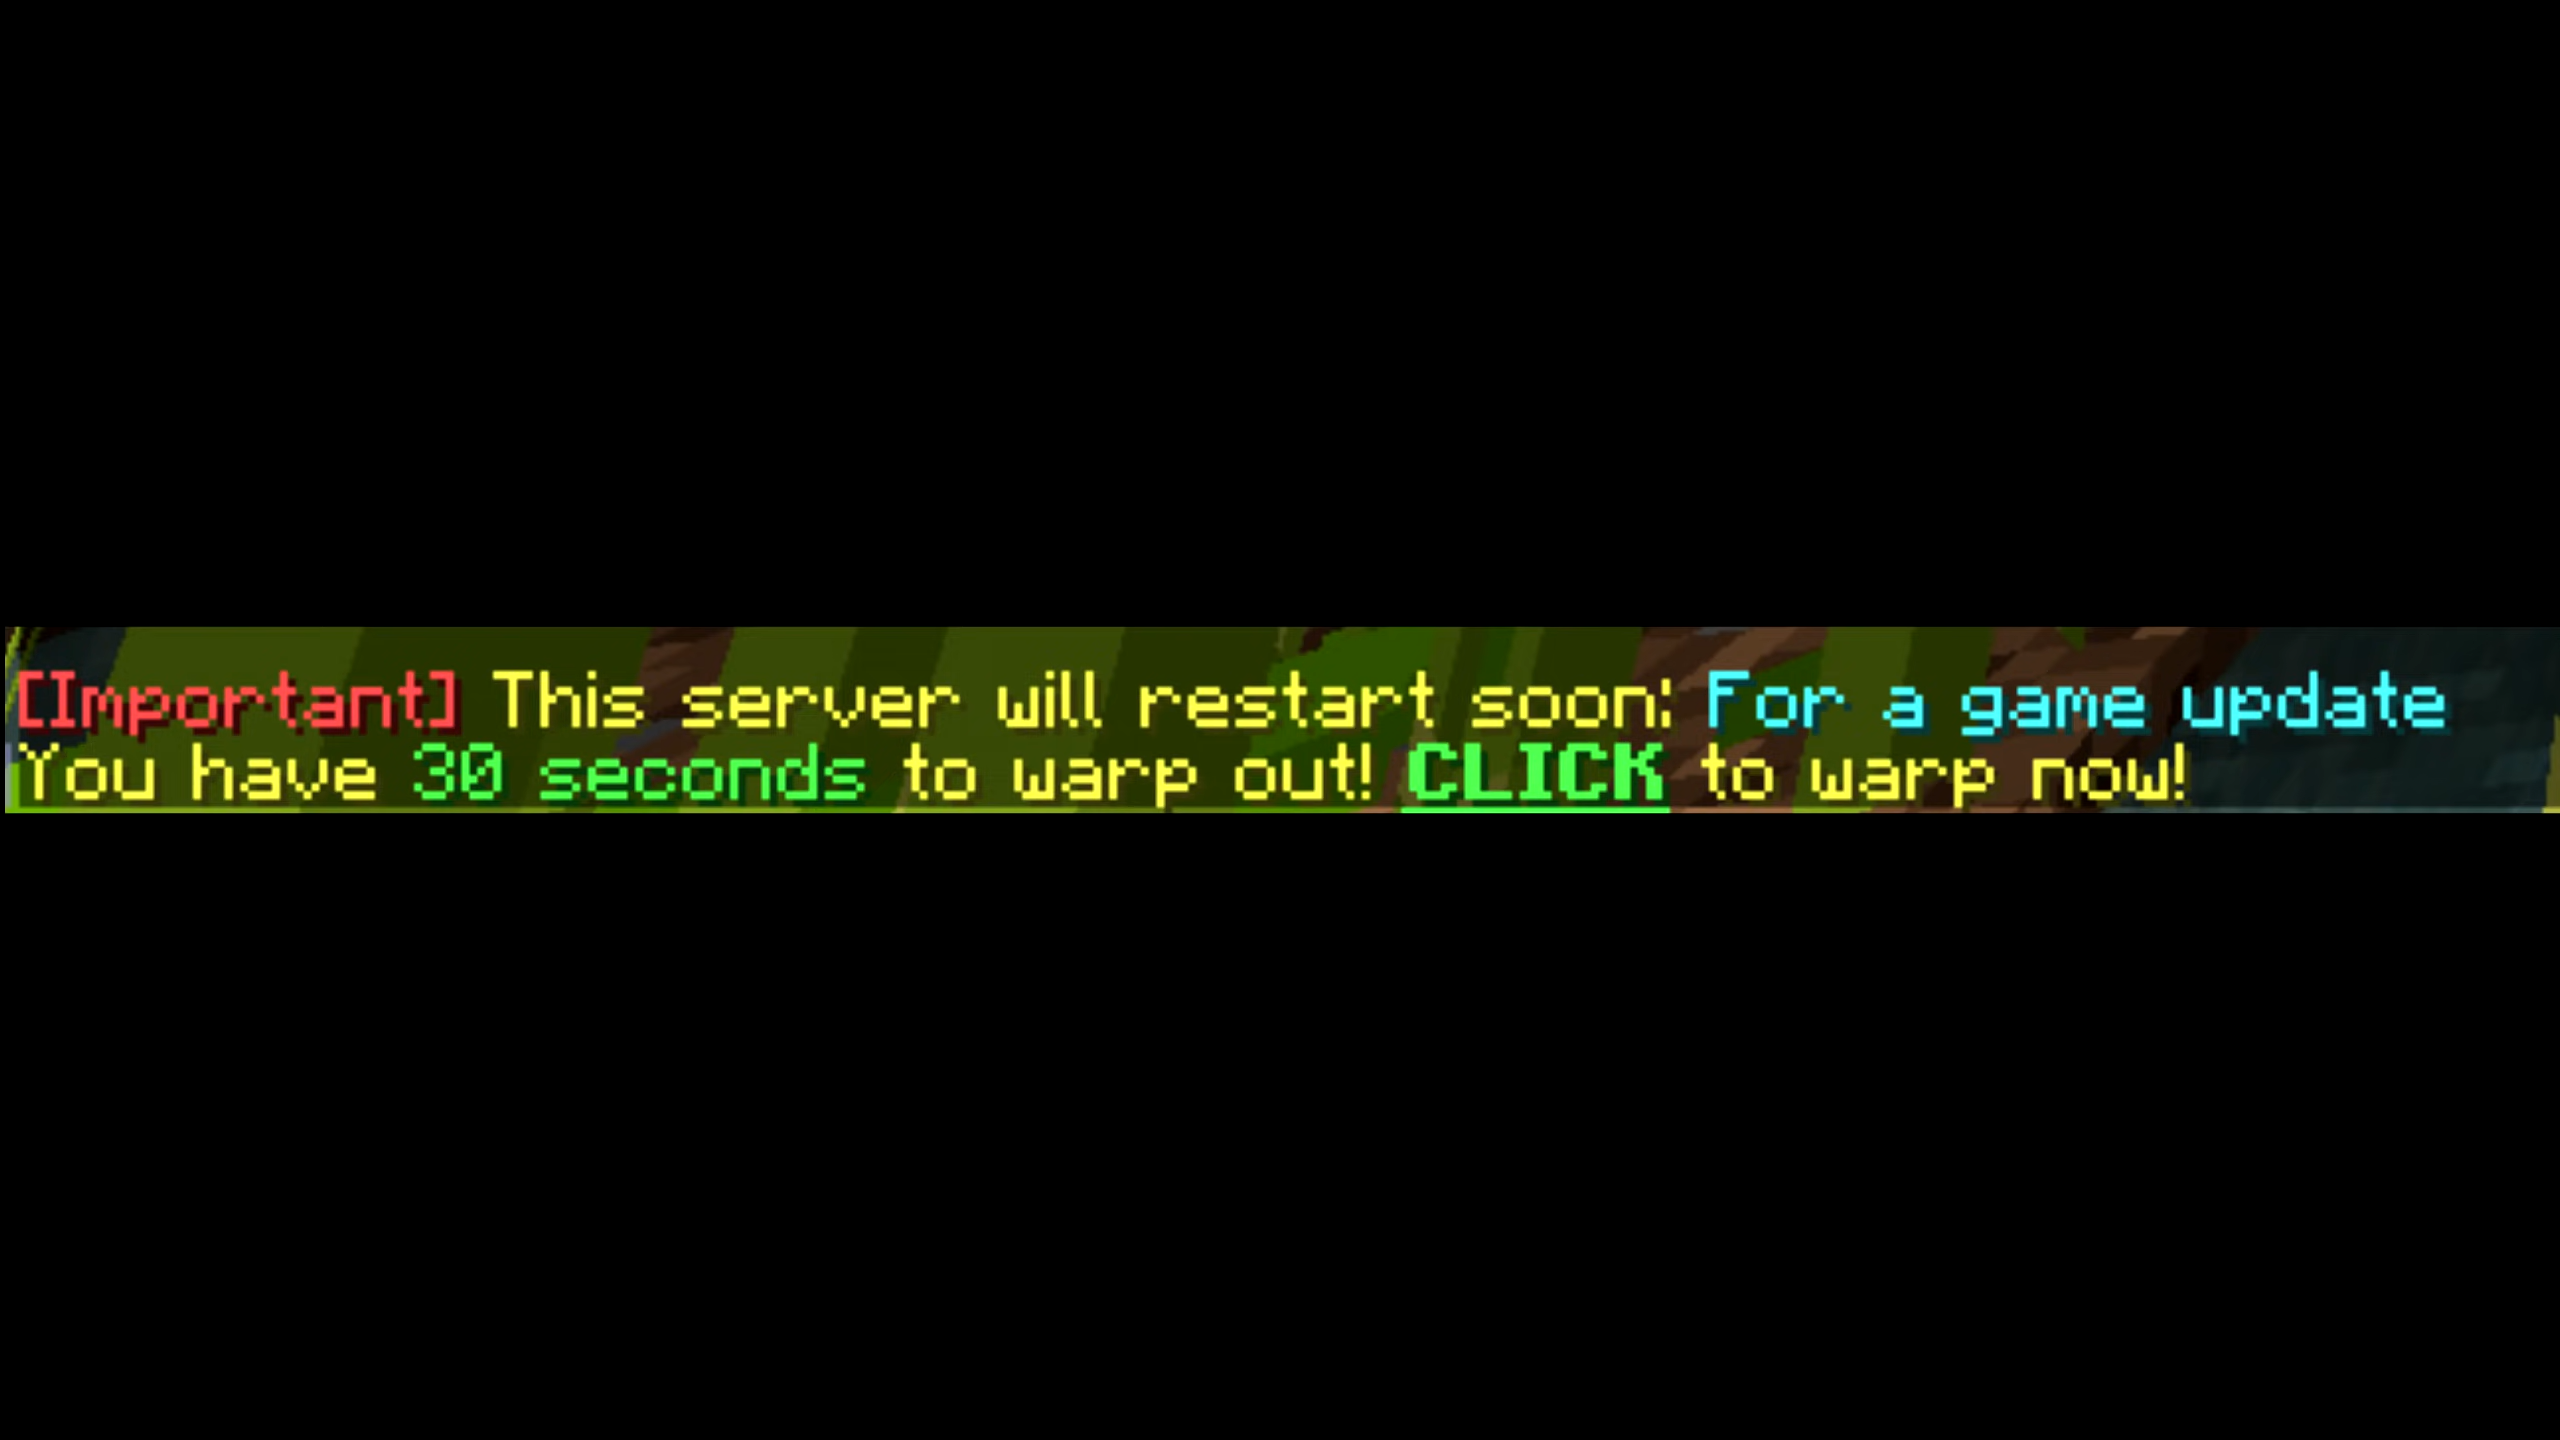 [Important] This server will restart soon: For a game update
You have 30 seconds to warp out! CLICK to warp now!